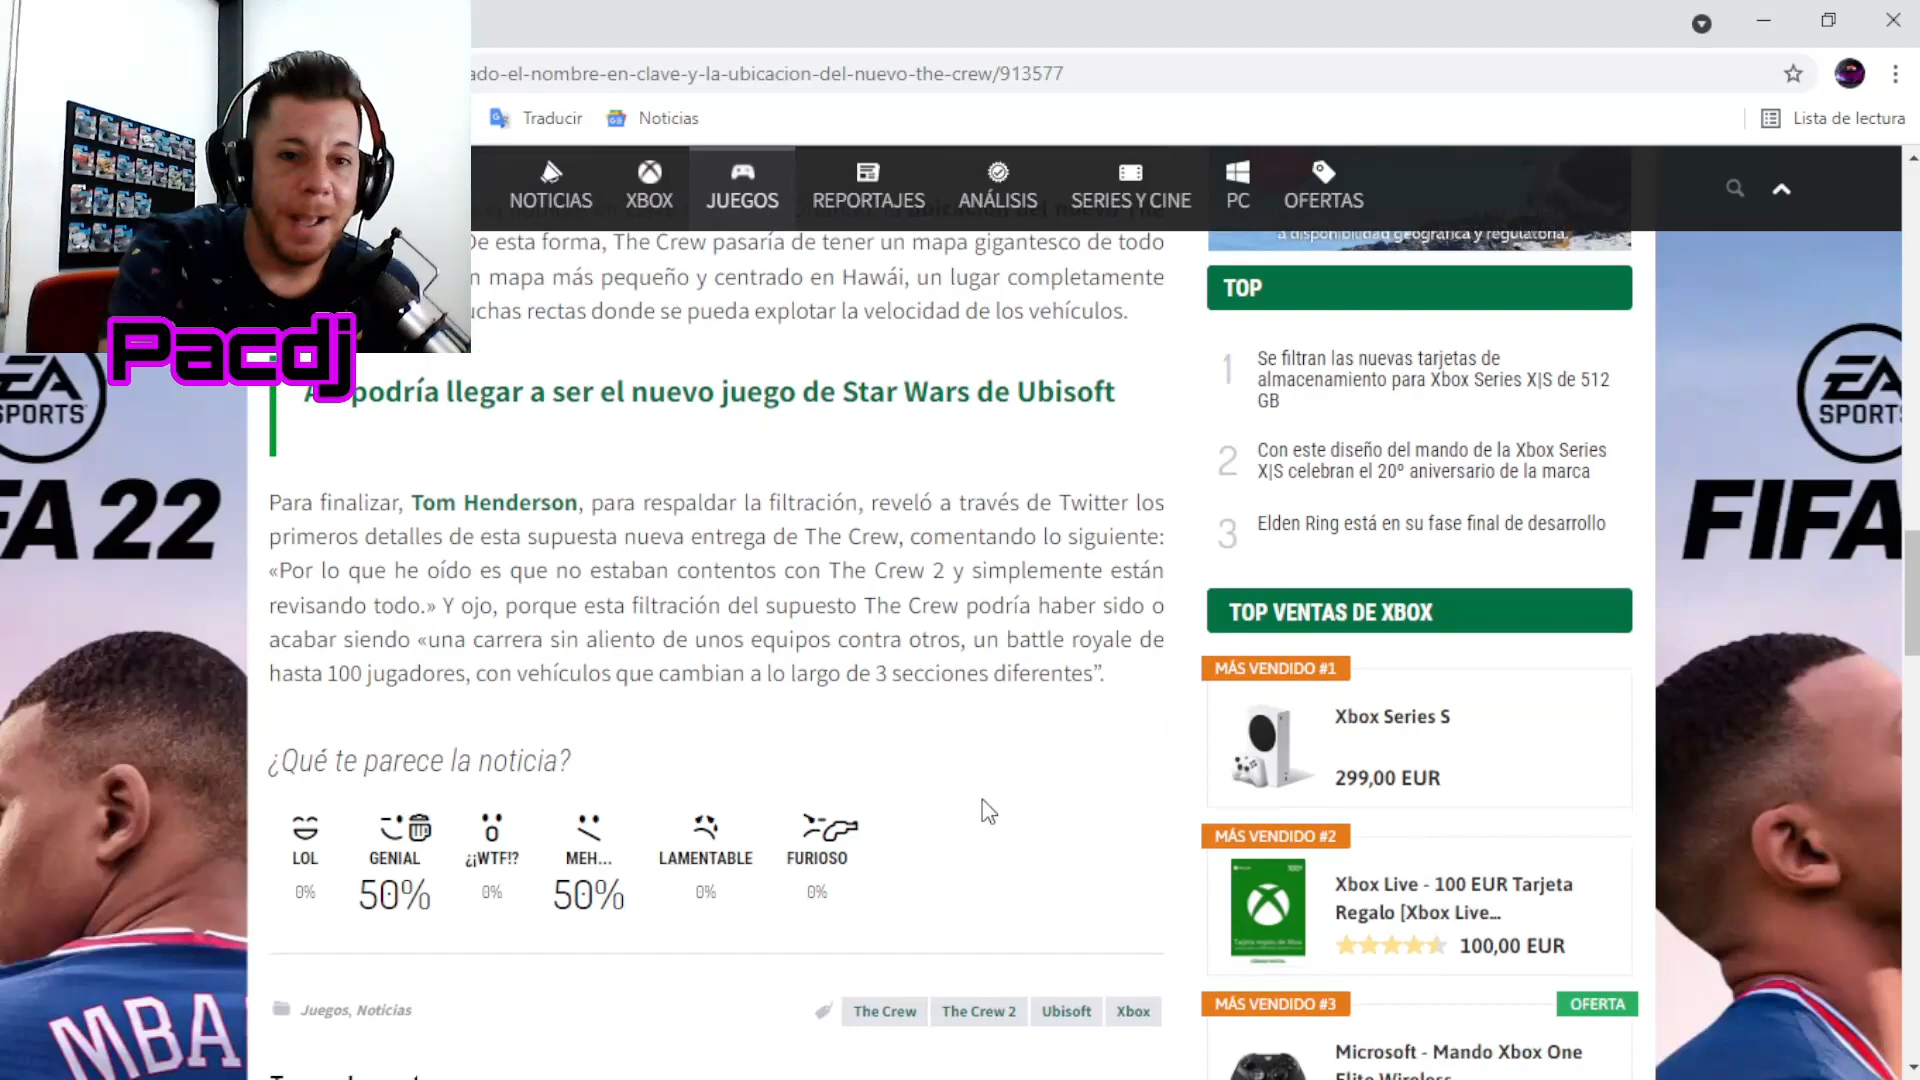 ado-el-nombre-en-clave-y-la-ubicacion-del-nuevo-the-crew/913577
Traducir
Noticias
Lista de lectura
NOTICIAS
XBOX
JUEGOS
REPORTAJES
ANÁLISIS
SERIES Y CINE
PC
OFERTAS
De esta forma, The Crew pasaría de tener un mapa gigantesco de todo
n mapa más pequeño y centrado en Hawái, un lugar completamente
uchas rectas donde se pueda explotar la velocidad de los vehículos.
Pacdj
podría llegar a ser el nuevo juego de Star Wars de Ubisoft
Para finalizar, Tom Henderson, para respaldar la filtración, reveló a través de Twitter los
primeros detalles de esta supuesta nueva entrega de The Crew, comentando lo siguiente:
«Por lo que he oído es que no estaban contentos con The Crew 2 y simplemente están
revisando todo.» Y ojo, porque esta filtración del supuesto The Crew podría haber sido o
acabar siendo «una carrera sin aliento de unos equipos contra otros, un battle royale de
hasta 100 jugadores, con vehículos que cambian a lo largo de 3 secciones diferentes”.
¿Qué te parece la noticia?
LOL
GENIAL
¿¡WTF!?
MEH...
LAMENTABLE
FURIOSO
0%
50%
0%
50%
0%
0%
Juegos, Noticias
The Crew
The Crew 2
Ubisoft
Xbox
a disponibilidad geográfica y regulatoria.
TOP
1
Se filtran las nuevas tarjetas de
almacenamiento para Xbox Series X|S de 512
GB
2
Con este diseño del mando de la Xbox Series
X|S celebran el 20º aniversario de la marca
3
Elden Ring está en su fase final de desarrollo
TOP VENTAS DE XBOX
MÁS VENDIDO #1
Xbox Series S
299,00 EUR
MÁS VENDIDO #2
Xbox Live - 100 EUR Tarjeta
Regalo [Xbox Live...
100,00 EUR
MÁS VENDIDO #3
OFERTA
Microsoft - Mando Xbox One
Elite Wireless
EA
SPORTS
FA 22
MBA
EA
SPORTS
FIFA